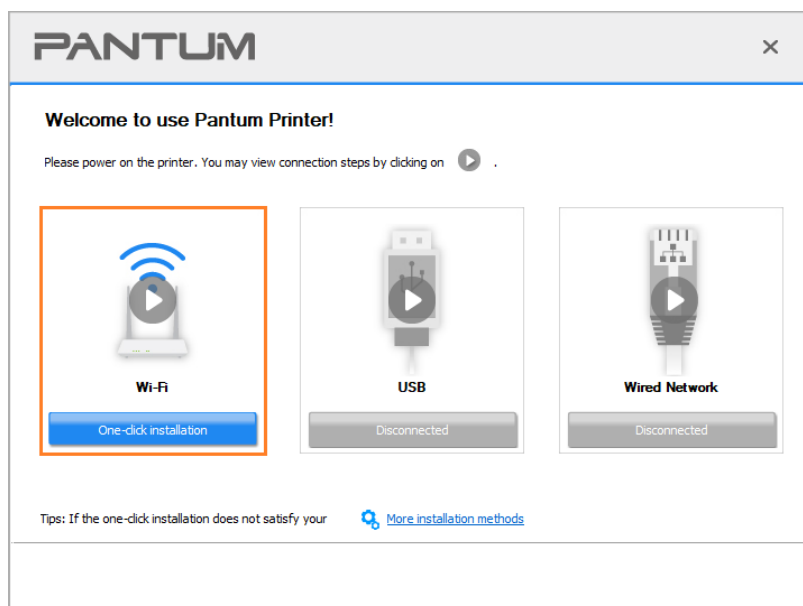 PANTUM
Welcome to use Pantum Printer!
Please power on the printer. You may view connection steps by clicking on .
Wi-Fi
USB
Wired Network
One-click installation
Disconnected
Disconnected
Tips: If the one-click installation does not satisfy your More installation methods